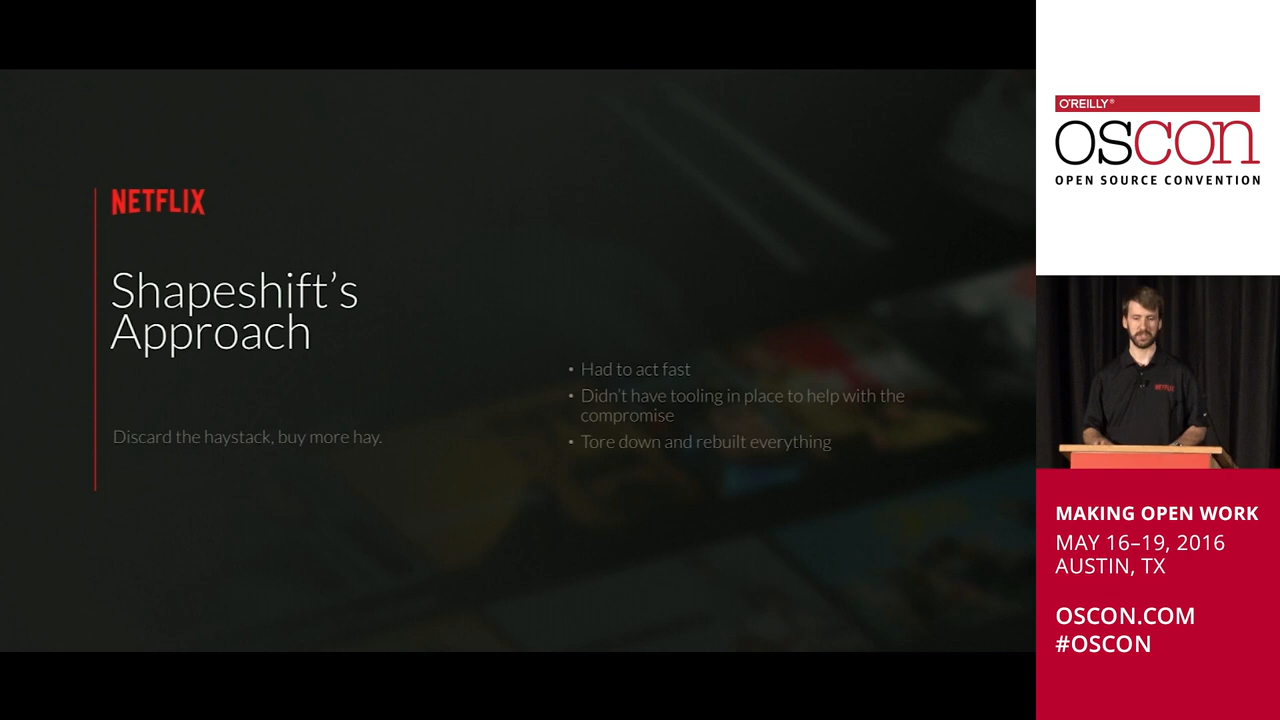 NETFLIX
Shapeshift’s
Approach
Discard the haystack, buy more hay.
• Had to act fast
• Didn’t have tooling in place to help with the
compromise
• Tore down and rebuilt everything
O'REILLY®
OSCON
OPEN SOURCE CONVENTION
NETFLIX
MAKING OPEN WORK
MAY 16–19, 2016
AUSTIN, TX
OSCON.COM
#OSCON